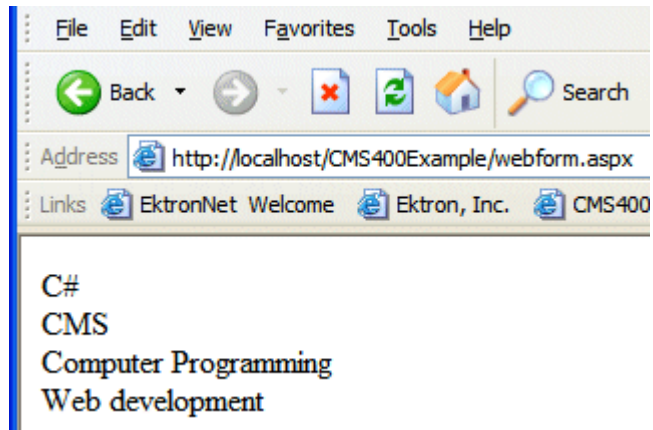 File Edit View Favorites Tools Help
Back Search
Address http://localhost/CMS400Example/webform.aspx
Links EktronNet Welcome Ektron, Inc. CMS400
C#
CMS
Computer Programming
Web development